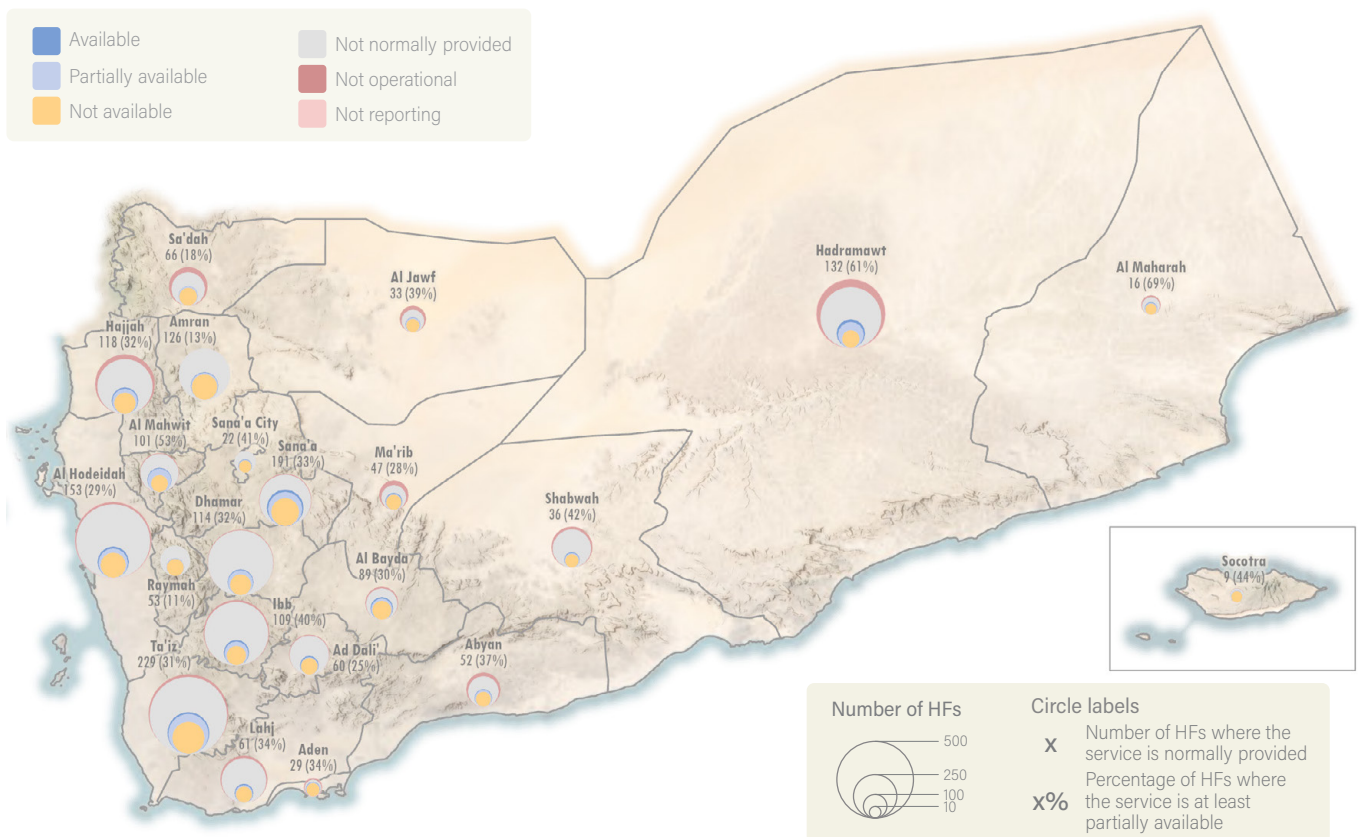 Available
Partially available
Not available
Not normally provided
Not operational
Not reporting
Sa'dah
66 (18%)
Al Jawf
33 (39%)
Hadramawt
132 (61%)
Al Maharah
16 (69%)
Hajjah
118 (32%)
Amran
126 (13%)
Al Mahwit
101 (53%)
Sana'a City
22 (41%)
Sana'a
191 (33%)
Ma'rib
47 (28%)
Al Hodeidah
153 (29%)
Dhamar
114 (32%)
Shabwah
36 (42%)
Al Bayda
89 (30%)
Raymah
53 (11%)
Ibb
109 (40%)
Socotra
9 (44%)
Ta'iz
229 (31%)
Ad Dali'
60 (25%)
Abyan
52 (37%)
Lahj
61 (34%)
Aden
29 (34%)
Number of HFs
500
250
100
10
Circle labels
x
Number of HFs where the
service is normally provided
x%
Percentage of HFs where
the service is at least
partially available